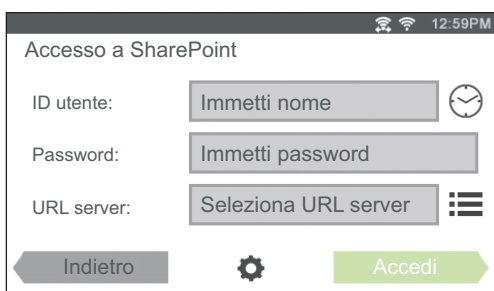 12:59PM
Accesso a SharePoint
ID utente: Immetti nome
Password: Immetti password
URL server: Seleziona URL server
Indietro Accedi